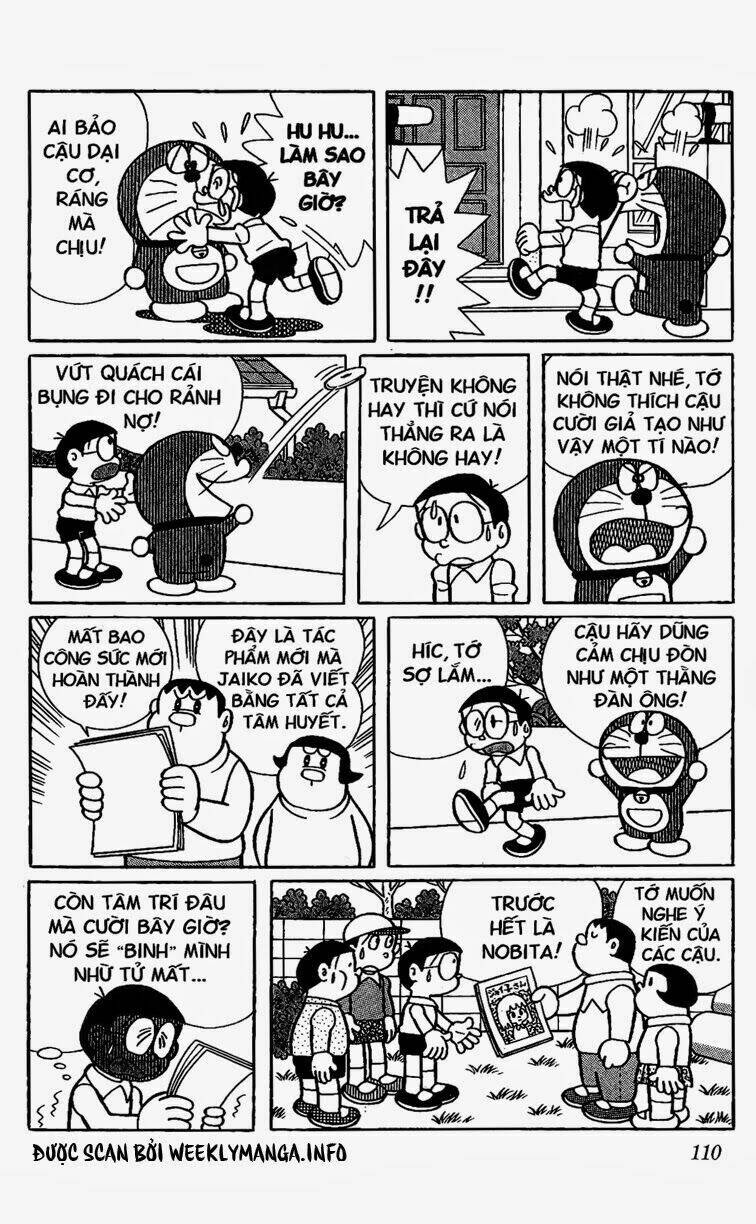 TRẢ
LẠI
ĐÂY
!!
HU HU...
LÀM SAO
BÂY
GIỜ?
AI BẢO
CẬU DẠI
CƠ,
RÁNG
MÀ
CHỊU!
NÓI THẬT NHÉ, TỚ
KHÔNG THÍCH CẬU
CƯỜI GIẢ TẠO NHƯ
VẬY MỘT TÍ NÀO!
TRUYỆN KHÔNG
HAY THÌ CỨ NÓI
THẲNG RA LÀ
KHÔNG HAY!
VỨT QUÁCH CÁI
BỤNG ĐI CHO RẢNH
NỢ!
CẬU HÃY DŨNG
CẢM CHỊU ĐÒN
NHƯ MỘT THẰNG
ĐÀN ÔNG!
HÍC, TỚ
SỢ LẮM...
ĐÂY LÀ TÁC
PHẨM MỚI MÀ
JAIKO ĐÃ VIẾT
BẰNG TẤT CẢ
TÂM HUYẾT.
MẤT BAO
CÔNG SỨC MỚI
HOÀN THÀNH
ĐẤY!
TỚ MUỐN
NGHE Ý
KIẾN CỦA
CÁC CẬU.
TRƯỚC
HẾT LÀ
NOBITA!
CÒN TÂM TRÍ ĐÂU
MÀ CƯỜI BÂY GIỜ?
NÓ SẼ “BINH” MÌNH
NHỪ TỬ MẤT...
ĐƯỢC SCAN BỞI WEEKLYMANGA.INFO
110